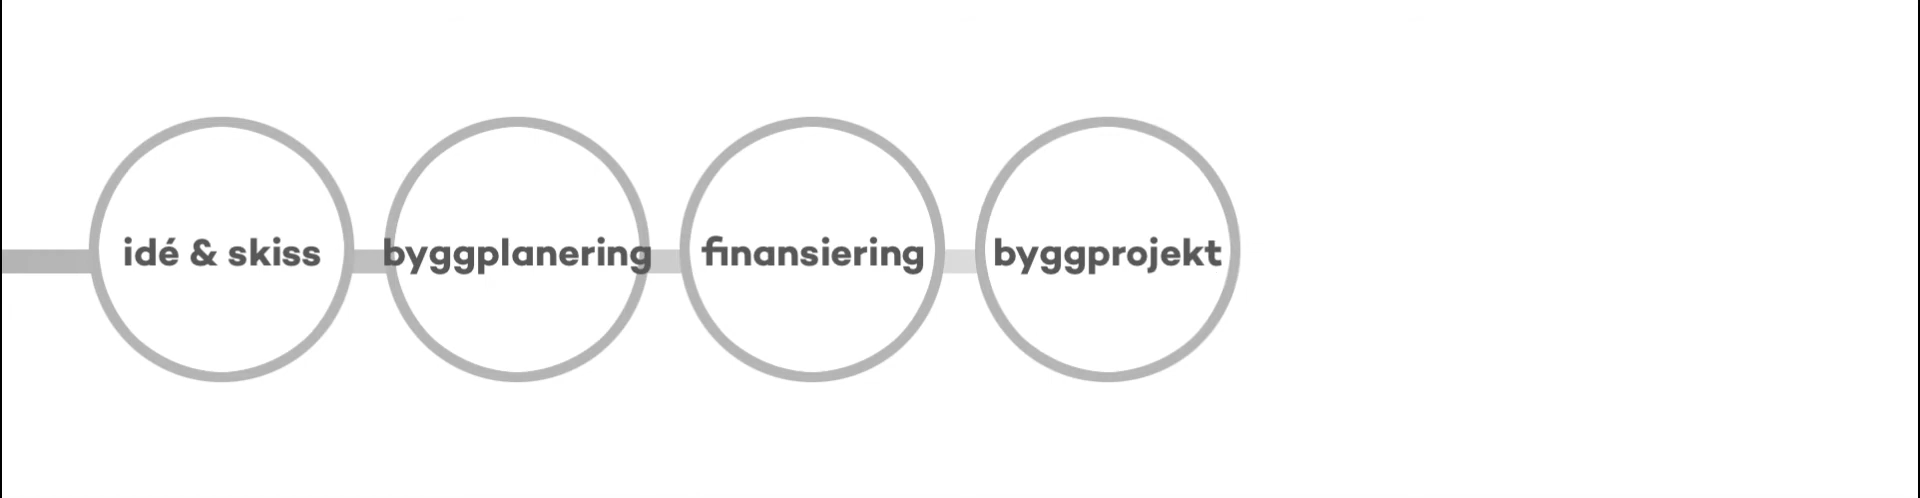 idé & skiss
byggplanering
finansiering
byggprojekt